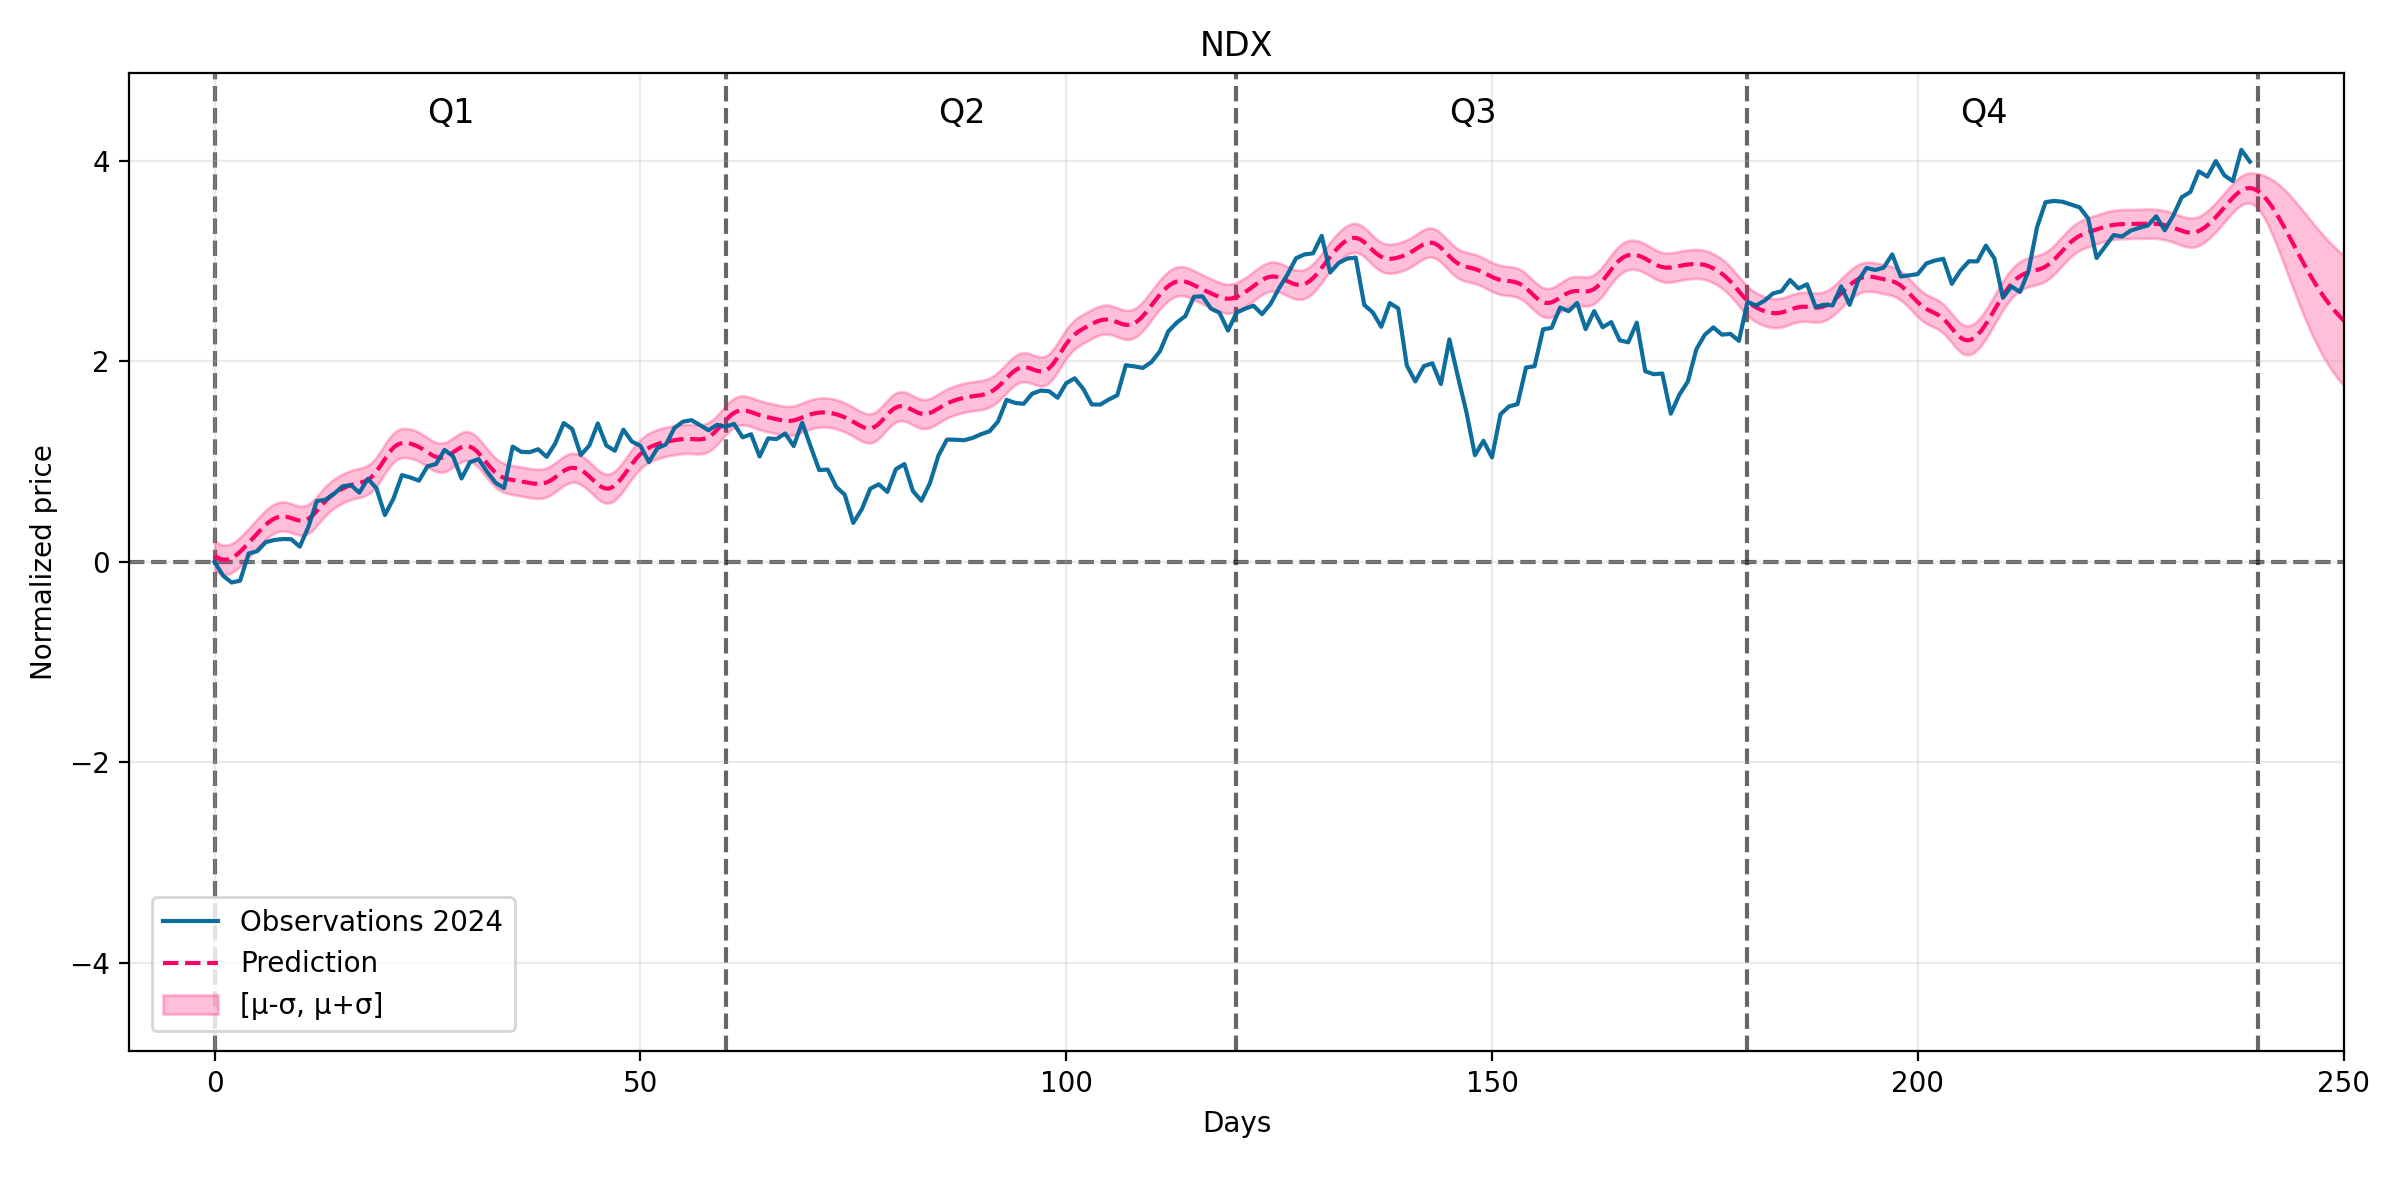 NDX
Q1 Q2 Q3 Q4
4
2
0
−2
−4
Normalized price
Observations 2024
Prediction
[μ-σ, μ+σ]
0 50 100 150 200 250
Days